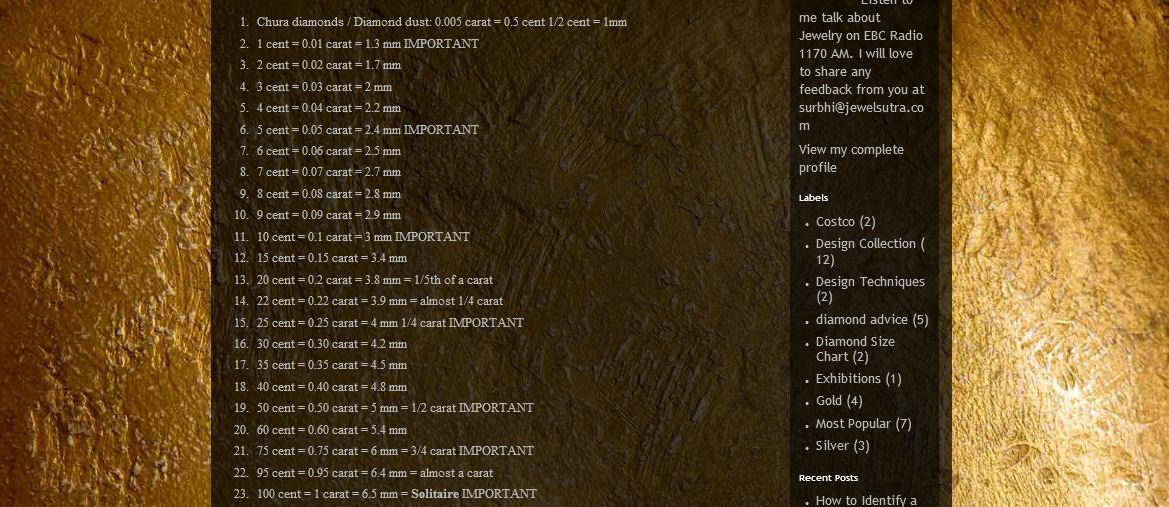 1. Chura diamonds / Diamond dust: 0.005 carat = 0.5 cent 1/2 cent = 1mm
2. 1 cent = 0.01 carat = 1.3 mm IMPORTANT
3. 2 cent = 0.02 carat = 1.7 mm
4. 3 cent = 0.03 carat = 2 mm
5. 4 cent = 0.04 carat = 2.2 mm
6. 5 cent = 0.05 carat = 2.4 mm IMPORTANT
7. 6 cent = 0.06 carat = 2.5 mm
8. 7 cent = 0.07 carat = 2.7 mm
9. 8 cent = 0.08 carat = 2.8 mm
10. 9 cent = 0.09 carat = 2.9 mm
11. 10 cent = 0.1 carat = 3 mm IMPORTANT
12. 15 cent = 0.15 carat = 3.4 mm
13. 20 cent = 0.2 carat = 3.8 mm = 1/5th of a carat
14. 22 cent = 0.22 carat = 3.9 mm = almost 1/4 carat
15. 25 cent = 0.25 carat = 4 mm 1/4 carat IMPORTANT
16. 30 cent = 0.30 carat = 4.2 mm
17. 35 cent = 0.35 carat = 4.5 mm
18. 40 cent = 0.40 carat = 4.8 mm
19. 50 cent = 0.50 carat = 5 mm = 1/2 carat IMPORTANT
20. 60 cent = 0.60 carat = 5.4 mm
21. 75 cent = 0.75 carat = 6 mm = 3/4 carat IMPORTANT
22. 95 cent = 0.95 carat = 6.4 mm = almost a carat
23. 100 cent = 1 carat = 6.5 mm = Solitaire IMPORTANT
Listen to
me talk about
Jewelry on EBC Radio
1170 AM. I will love
to share any
feedback from you at
surbhi@jewelsutra.co
m
View my complete
profile
Labels
Costco (2)
Design Collection (
12)
Design Techniques
(2)
diamond advice (5)
Diamond Size
Chart (2)
Exhibitions (1)
Gold (4)
Most Popular (7)
Silver (3)
Recent Posts
How to Identify a